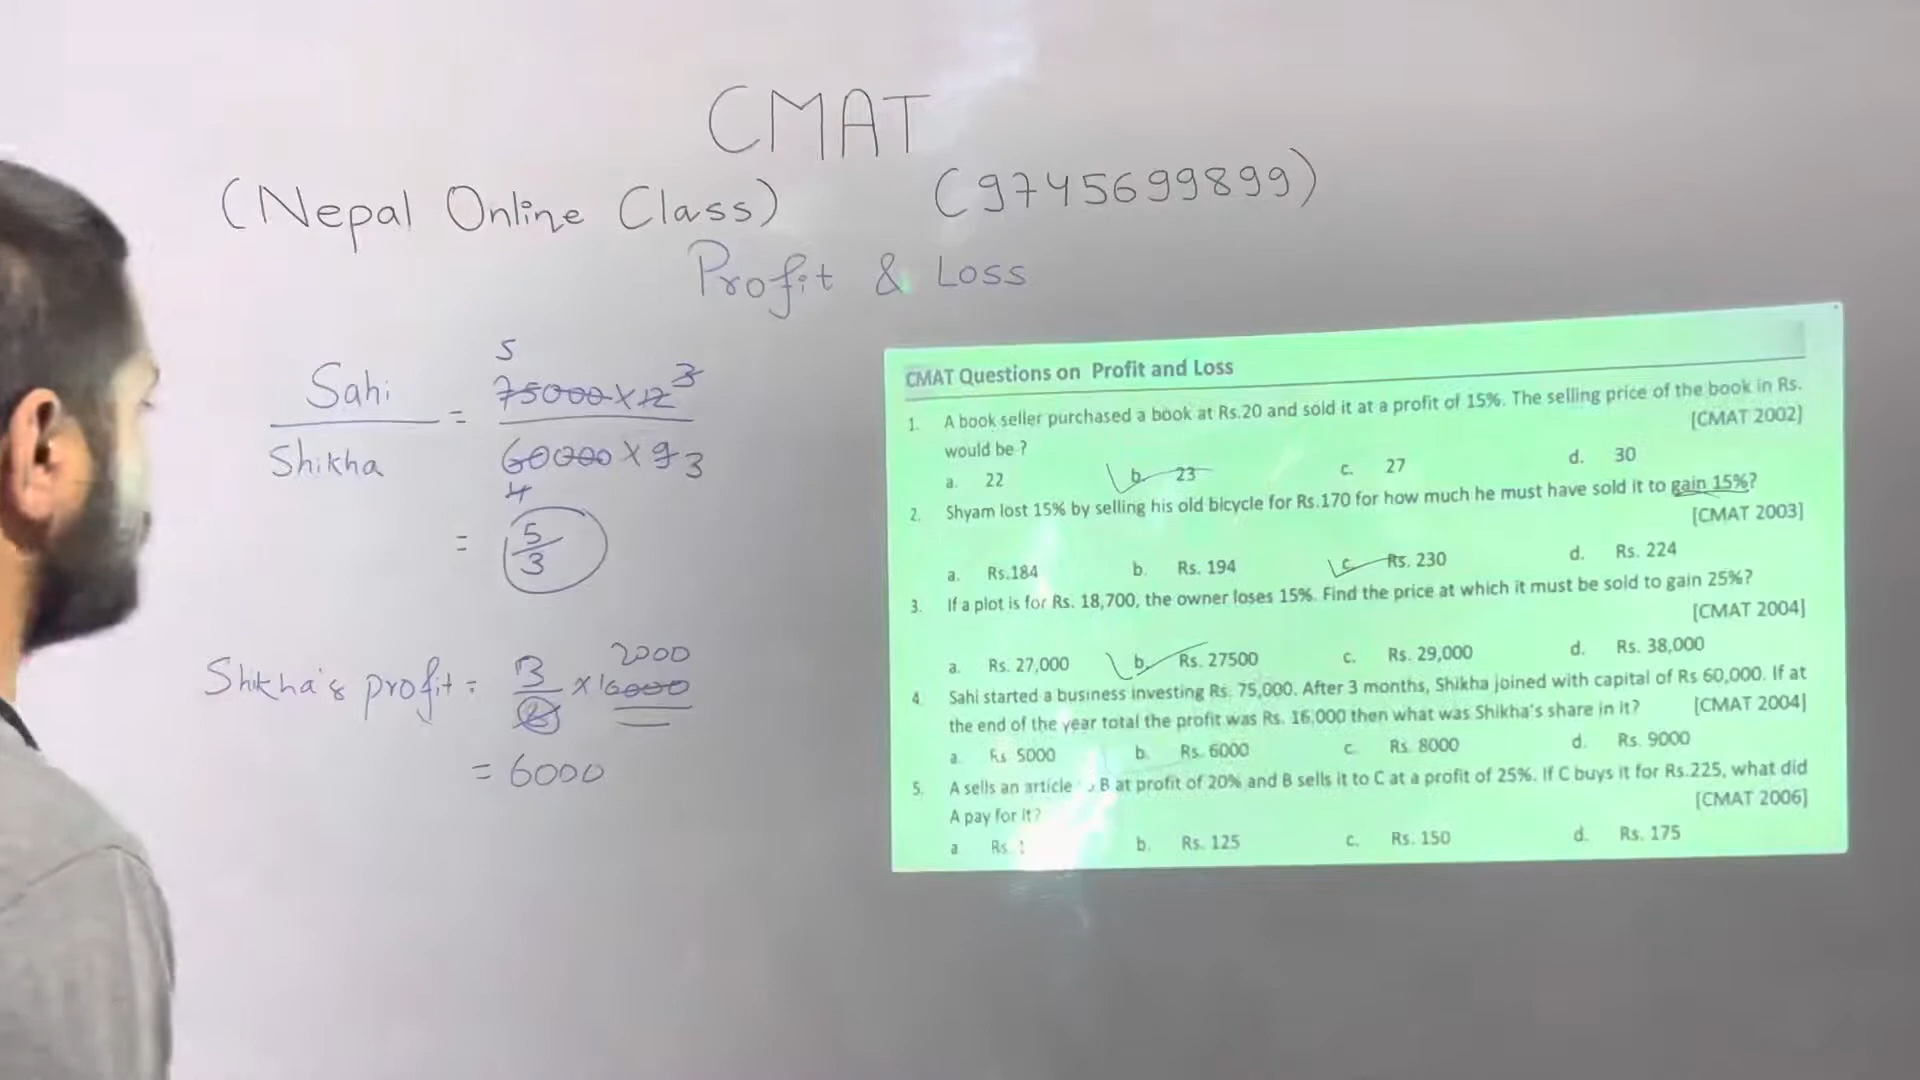 CMAT
(Nepal Online Class) (9745699899)
Profit & Loss
5
Sahi = 75000 x 12 3
Shikha 60000 x 9 3
4
= 5
3
2000
Shikha's profit = 3 x 16000
8
= 6000
CMAT Questions on Profit and Loss
1. A book seller purchased a book at Rs.20 and sold it at a profit of 15%. The selling price of the book in Rs.
would be ? [CMAT 2002]
a. 22 b. 23 c. 27 d. 30
2. Shyam lost 15% by selling his old bicycle for Rs.170 for how much he must have sold it to gain 15%?
[CMAT 2003]
a. Rs.184 b. Rs. 194 c. Rs. 230 d. Rs. 224
3. If a plot is for Rs. 18,700, the owner loses 15%. Find the price at which it must be sold to gain 25%?
[CMAT 2004]
a. Rs. 27,000 b. Rs. 27500 c. Rs. 29,000 d. Rs. 38,000
4. Sahi started a business investing Rs. 75,000. After 3 months, Shikha joined with capital of Rs 60,000. If at
the end of the year total the profit was Rs. 16,000 then what was Shikha's share in it? [CMAT 2004]
a. Rs 5000 b. Rs. 6000 c. Rs. 8000 d. Rs. 9000
5. A sells an article B at profit of 20% and B sells it to C at a profit of 25%. If C buys it for Rs.225, what did
A pay for it? [CMAT 2006]
a Rs. b. Rs. 125 c. Rs. 150 d. Rs. 175